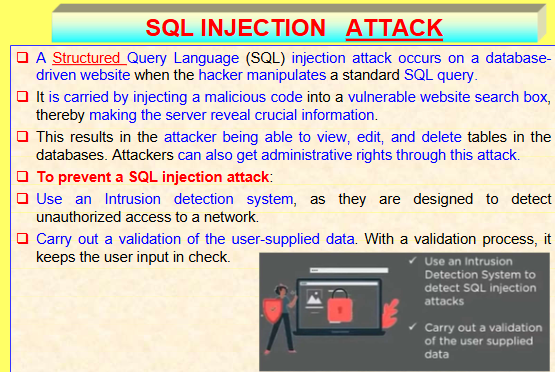 SQL INJECTION ATTACK
A Structured Query Language (SQL) injection attack occurs on a database-
driven website when the hacker manipulates a standard SQL query.
It is carried by injecting a malicious code into a vulnerable website search box,
thereby making the server reveal crucial information.
This results in the attacker being able to view, edit, and delete tables in the
databases. Attackers can also get administrative rights through this attack.
To prevent a SQL injection attack:
Use an Intrusion detection system, as they are designed to detect
unauthorized access to a network.
Carry out a validation of the user-supplied data. With a validation process, it
keeps the user input in check.
Use an Intrusion
Detection System to
detect SQL injection
attacks
Carry out a validation
of the user supplied
data